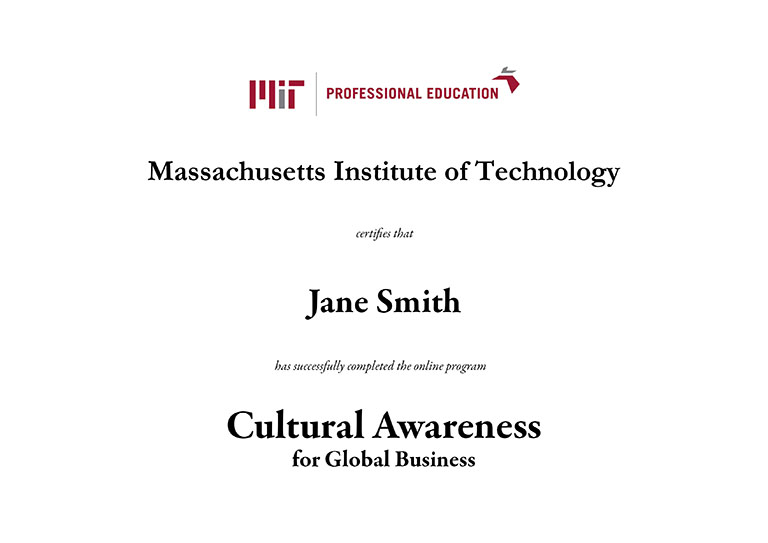 MIT PROFESSIONAL EDUCATION
Massachusetts Institute of Technology
certifies that
Jane Smith
has successfully completed the online program
Cultural Awareness
for Global Business